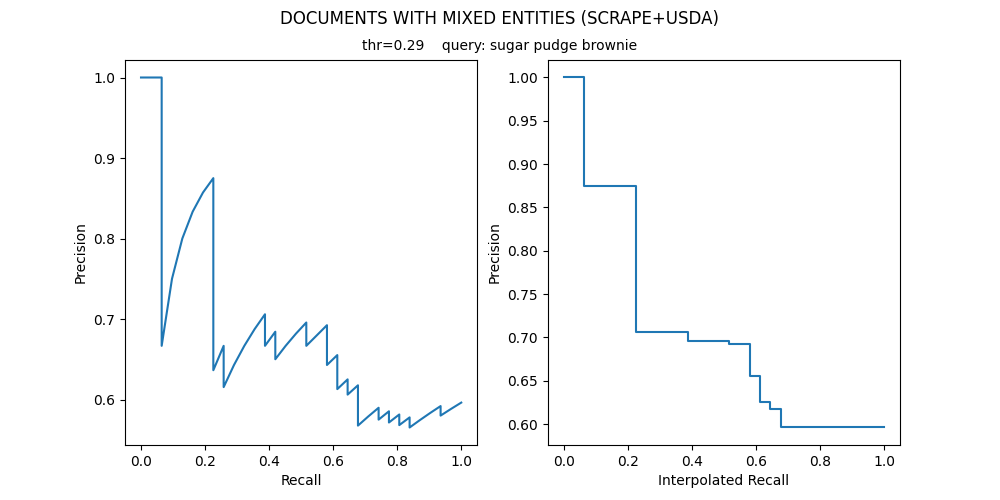 DOCUMENTS WITH MIXED ENTITIES (SCRAPE+USDA)
thr=0.29    query: sugar pudge brownie
1.0
0.9
0.8
0.7
0.6
Precision
0.0 0.2 0.4 0.6 0.8 1.0
Recall
1.00
0.95
0.90
0.85
0.80
0.75
0.70
0.65
0.60
Precision
0.0 0.2 0.4 0.6 0.8 1.0
Interpolated Recall